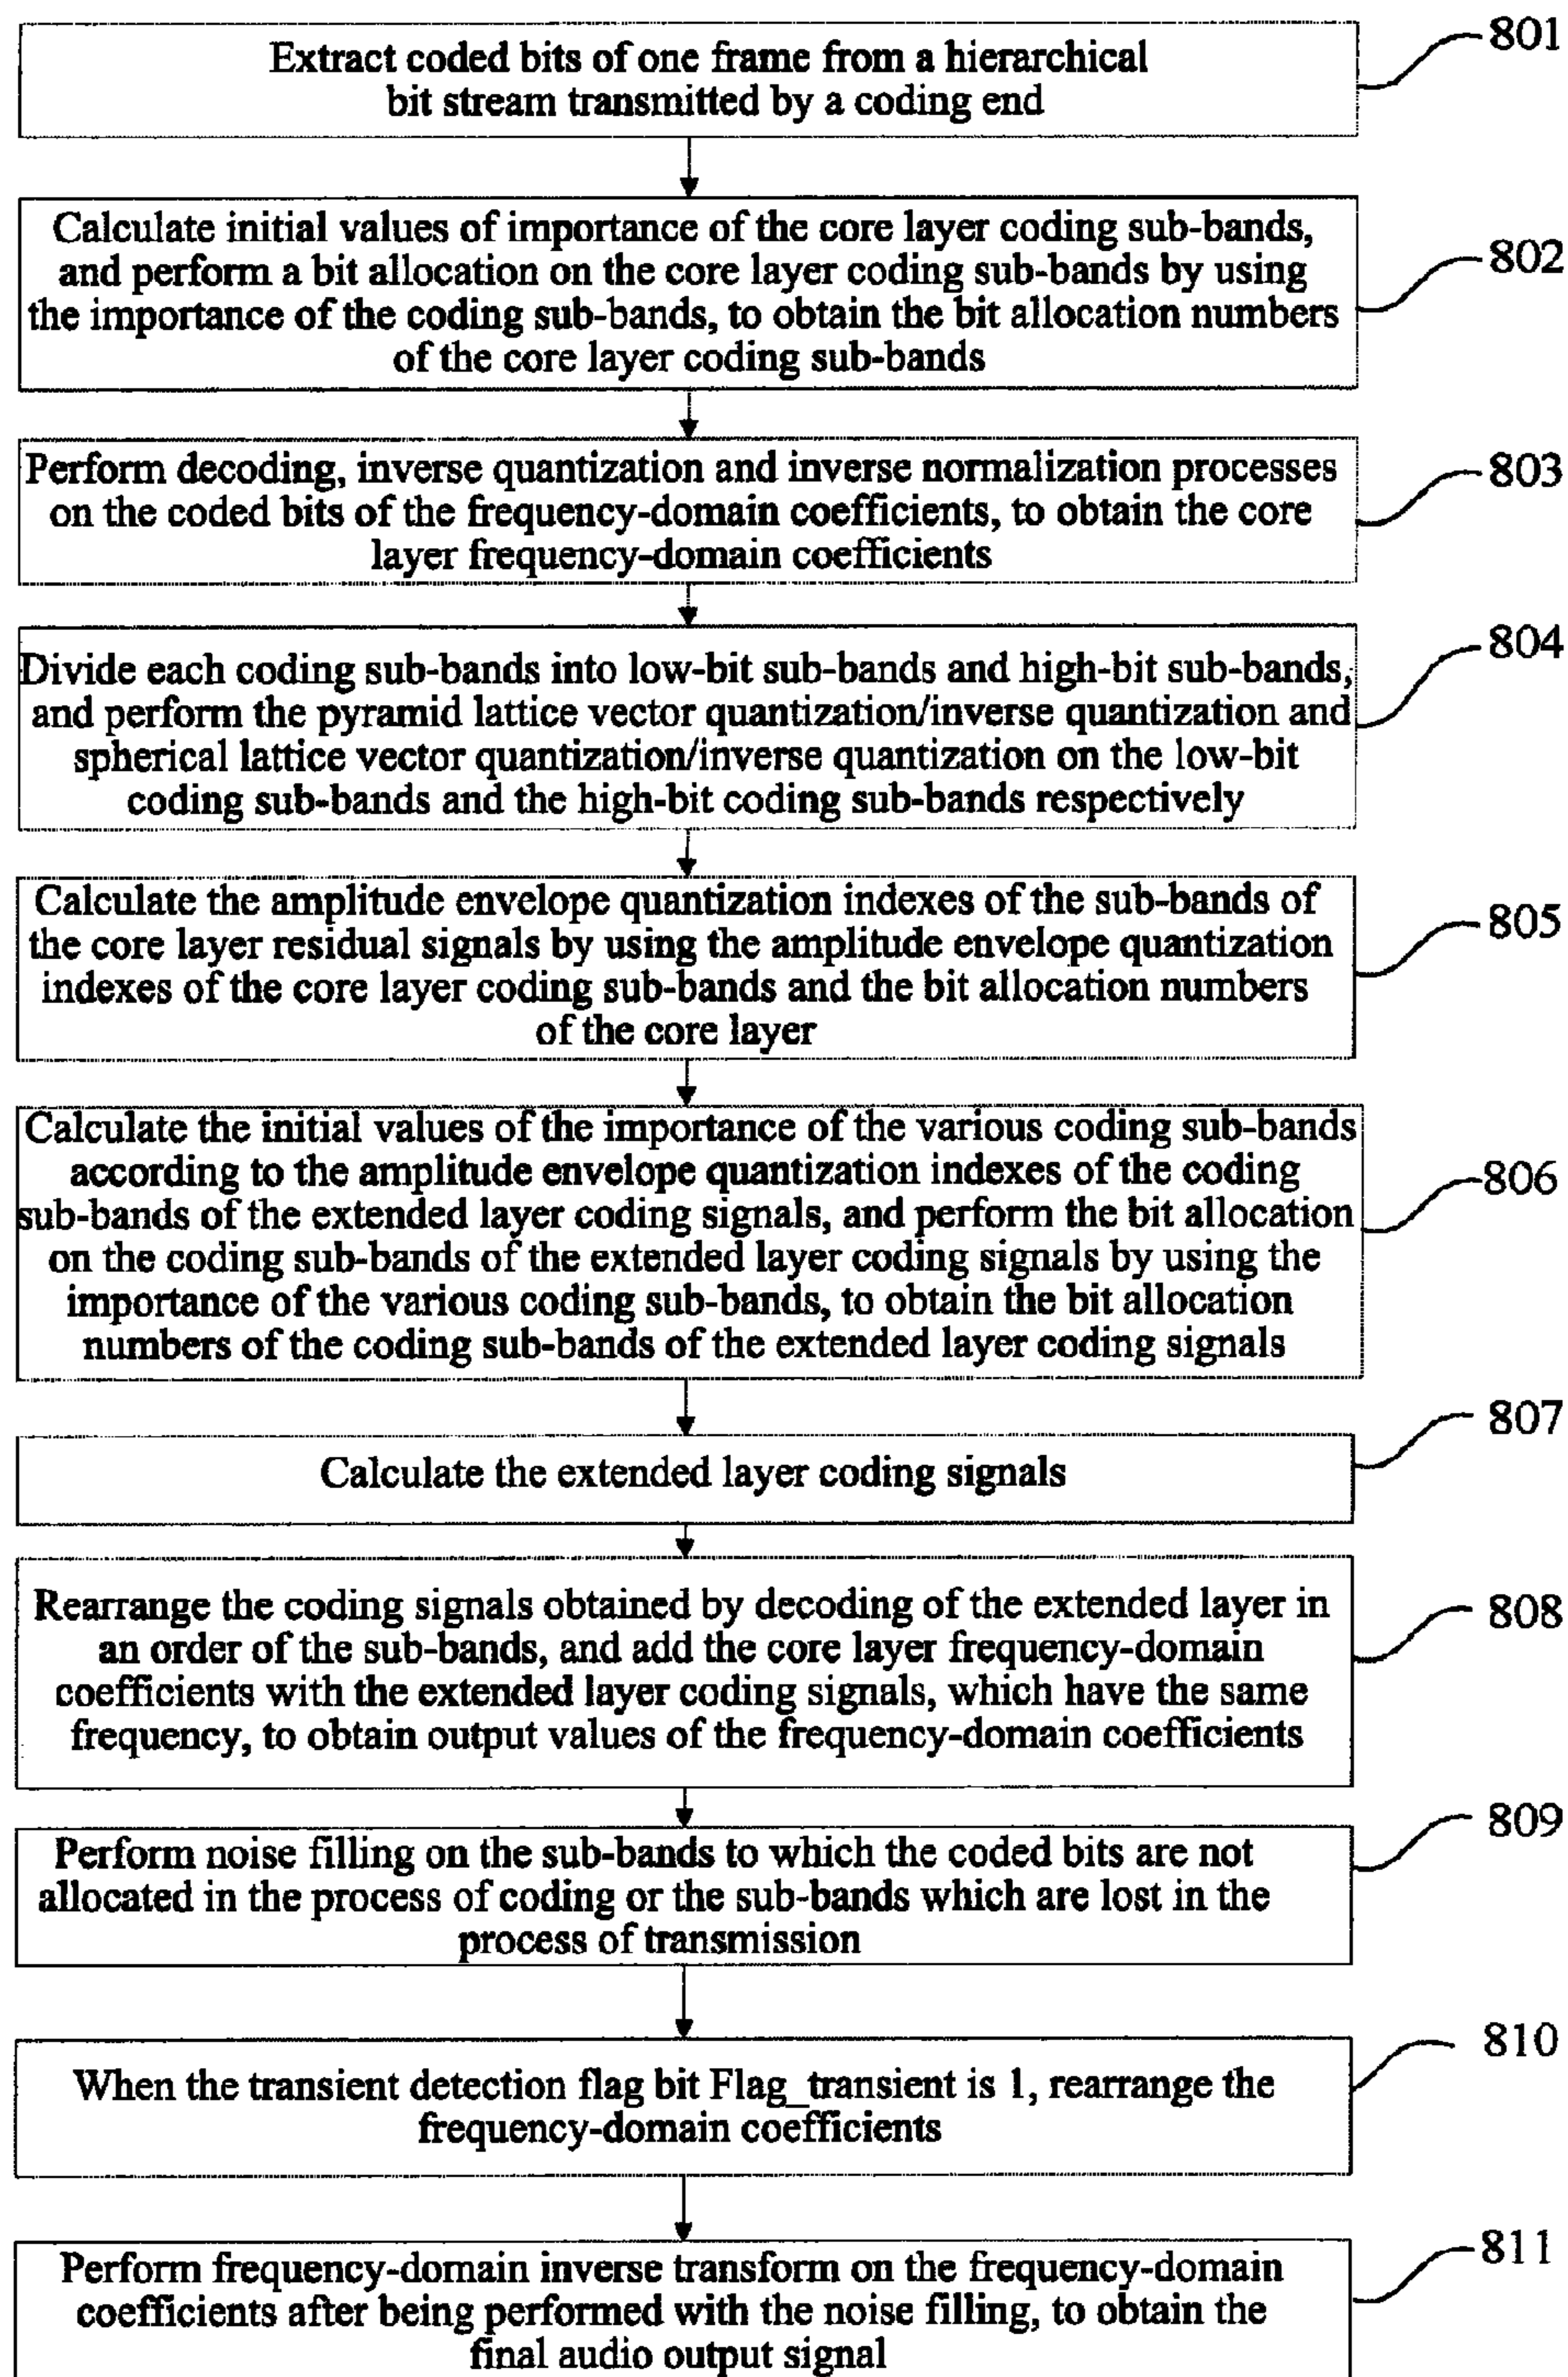 Extract coded bits of one frame from a hierarchical
bit stream transmitted by a coding end
801
Calculate initial values of importance of the core layer coding sub-bands,
and perform a bit allocation on the core layer coding sub-bands by using
the importance of the coding sub-bands, to obtain the bit allocation numbers
of the core layer coding sub-bands
802
Perform decoding, inverse quantization and inverse normalization processes
on the coded bits of the frequency-domain coefficients, to obtain the core
layer frequency-domain coefficients
803
Divide each coding sub-bands into low-bit sub-bands and high-bit sub-bands,
and perform the pyramid lattice vector quantization/inverse quantization and
spherical lattice vector quantization/inverse quantization on the low-bit
coding sub-bands and the high-bit coding sub-bands respectively
804
Calculate the amplitude envelope quantization indexes of the sub-bands of
the core layer residual signals by using the amplitude envelope quantization
indexes of the core layer coding sub-bands and the bit allocation numbers
of the core layer
805
Calculate the initial values of the importance of the various coding sub-bands
according to the amplitude envelope quantization indexes of the coding
sub-bands of the extended layer coding signals, and perform the bit allocation
on the coding sub-bands of the extended layer coding signals by using the
importance of the various coding sub-bands, to obtain the bit allocation
numbers of the coding sub-bands of the extended layer coding signals
806
Calculate the extended layer coding signals
807
Rearrange the coding signals obtained by decoding of the extended layer in
an order of the sub-bands, and add the core layer frequency-domain
coefficients with the extended layer coding signals, which have the same
frequency, to obtain output values of the frequency-domain coefficients
808
Perform noise filling on the sub-bands to which the coded bits are not
allocated in the process of coding or the sub-bands which are lost in the
process of transmission
809
When the transient detection flag bit Flag_transient is 1, rearrange the
frequency-domain coefficients
810
Perform frequency-domain inverse transform on the frequency-domain
coefficients after being performed with the noise filling, to obtain the
final audio output signal
811